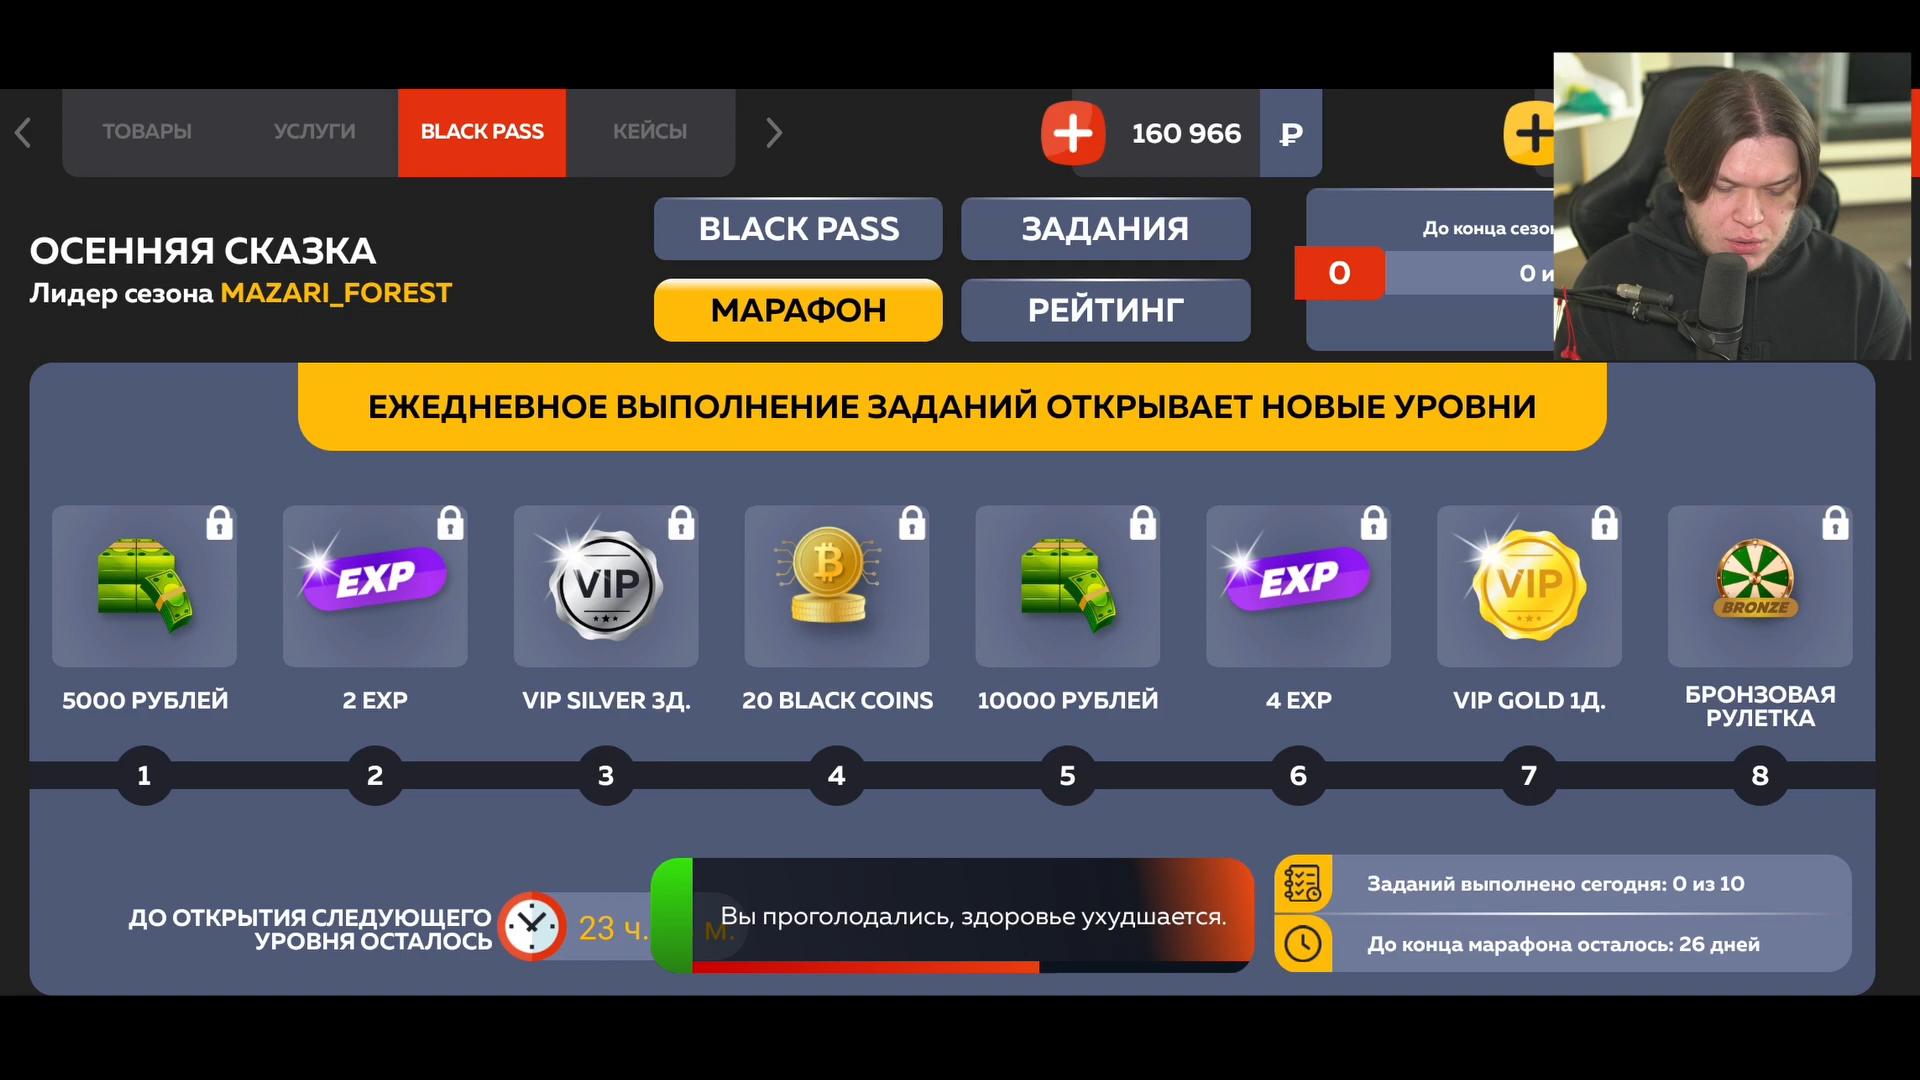 ТОВАРЫ
УСЛУГИ
BLACK PASS
КЕЙСЫ
160 966 ₽
ОСЕННЯЯ СКАЗКА
Лидер сезона MAZARI_FOREST
BLACK PASS
ЗАДАНИЯ
МАРАФОН
РЕЙТИНГ
До конца
0
0
ЕЖЕДНЕВНОЕ ВЫПОЛНЕНИЕ ЗАДАНИЙ ОТКРЫВАЕТ НОВЫЕ УРОВНИ
EXP
VIP
EXP
VIP
BRONZE
5000 РУБЛЕЙ
2 EXP
VIP SILVER 3Д.
20 BLACK COINS
10000 РУБЛЕЙ
4 EXP
VIP GOLD 1Д.
БРОНЗОВАЯ
РУЛЕТКА
1
2
3
4
5
6
7
8
ДО ОТКРЫТИЯ СЛЕДУЮЩЕГО
УРОВНЯ ОСТАЛОСЬ
23 ч.
м.
Вы проголодались, здоровье ухудшается.
Заданий выполнено сегодня: 0 из 10
До конца марафона осталось: 26 дней